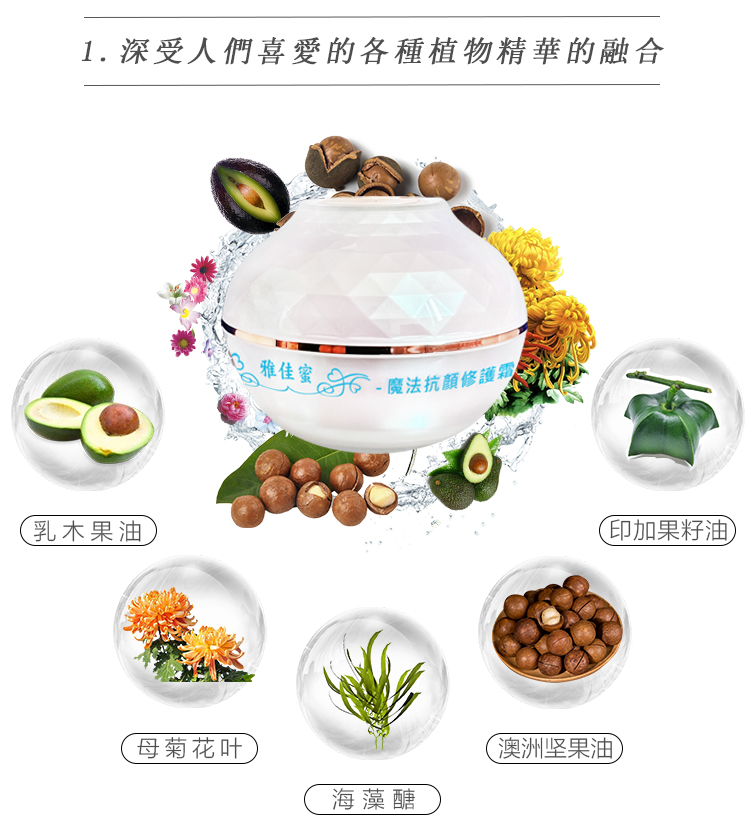 1. 深受人們喜愛的各種植物精華的融合
雅佳蜜
-魔法抗顏修護霜
乳木果油
印加果籽油
母菊花叶
澳洲坚果油
海藻醣